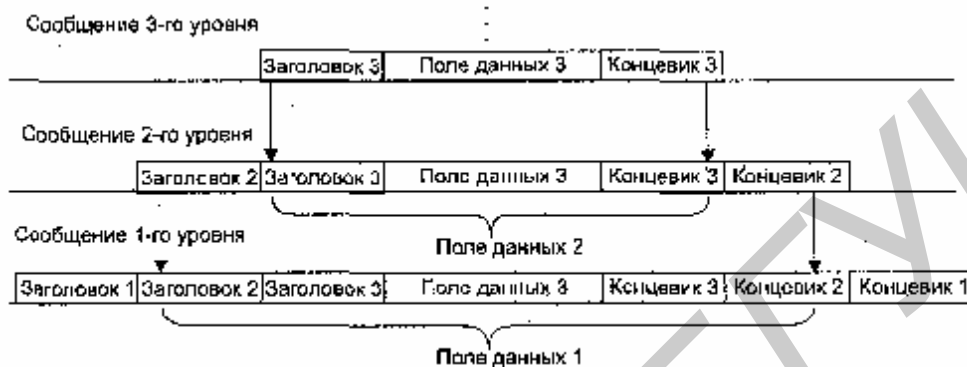 Сообщение 3-го уровня
Заголовок 3 Поле данных 3 Концевик 3
Сообщение 2-го уровня
Заголовок 2 Заголовок 3 Поле данных 3 Концевик 3 Концевик 2
Поле данных 2
Сообщение 1-го уровня
Заголовок 1 Заголовок 2 Заголовок 3 Поле данных 3 Концевик 3 Концевик 2 Концевик 1
Поле данных 1